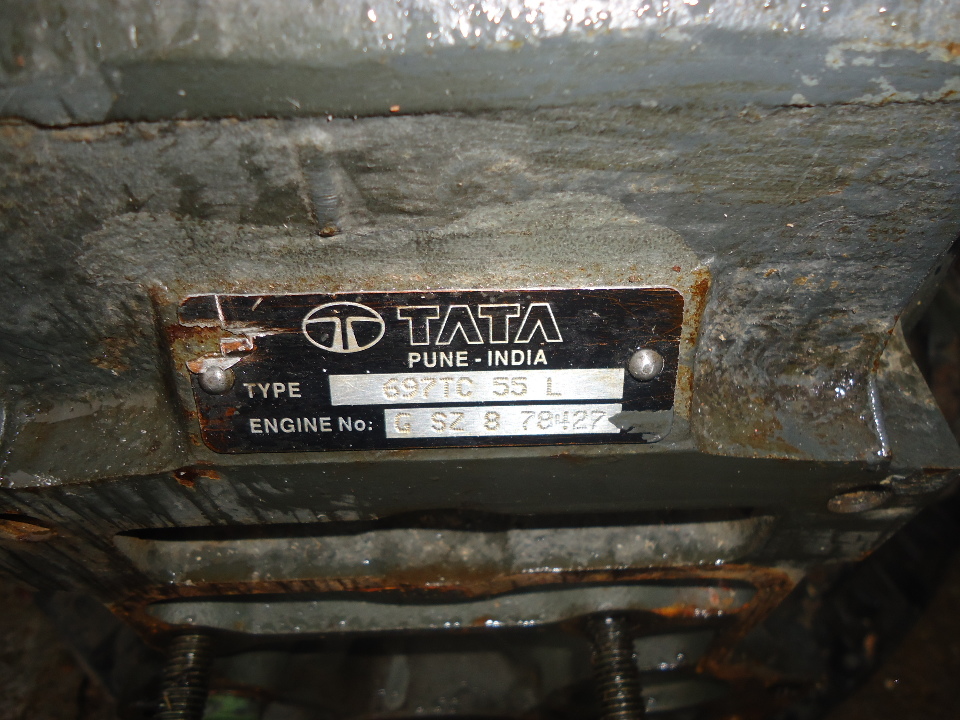 TATA
PUNE - INDIA
TYPE 697TC 55 L
ENGINE No: G SZ 8 78427